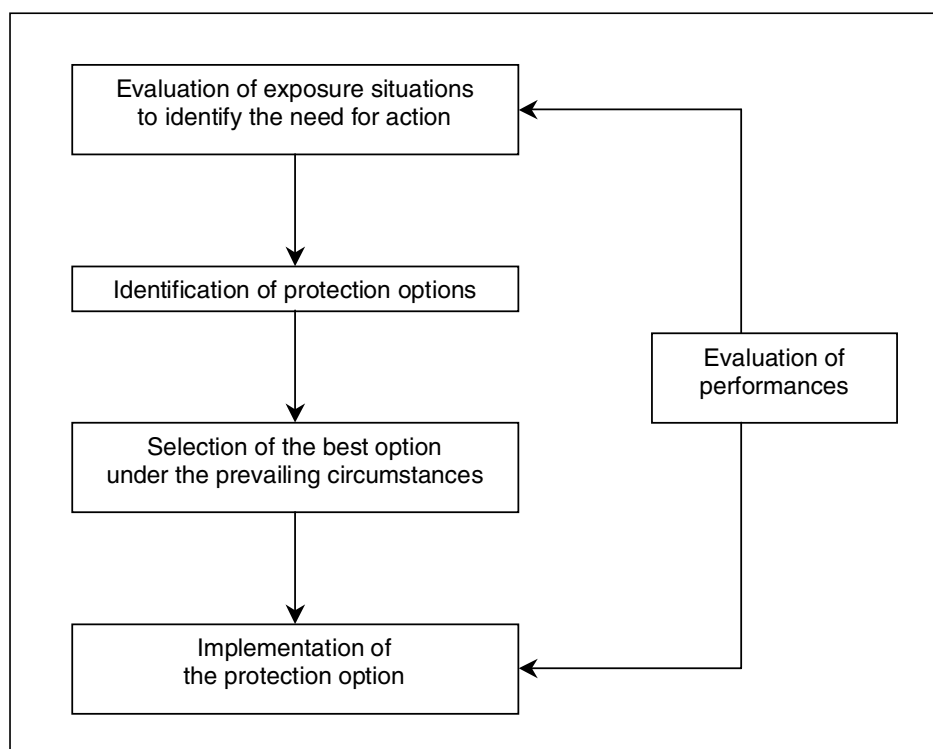 Evaluation of exposure situations
to identify the need for action
Identification of protection options
Evaluation of
performances
Selection of the best option
under the prevailing circumstances
Implementation of
the protection option